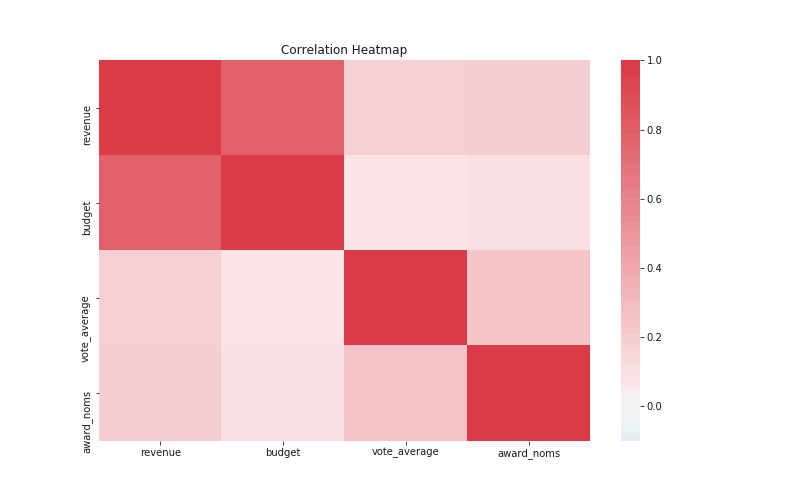 Correlation Heatmap
revenue
budget
vote_average
award_noms
revenue
budget
vote_average
award_noms
1.0
0.8
0.6
0.4
0.2
0.0